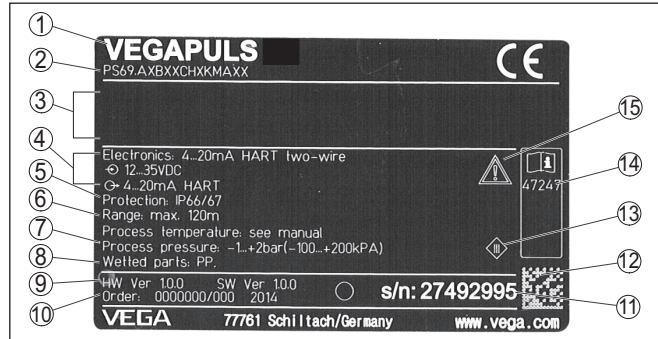 1
VEGAPULS
2
PS69.AXBXXCHXKMAXX
CE
3
4
Electronics: 4...20mA HART two-wire
12...35VDC
4...20mA HART
5
Protection: IP66/67
6
Range: max. 120m
Process temperature: see manual
7
Process pressure: -1...+2bar(-100...+200kPA)
8
Wetted parts: PP.
9
HW Ver 1.0.0 SW Ver 1.0.0
10
Order: 0000000/000 2014
s/n: 27492995
VEGA 77761 Schiltach/Germany www.vega.com
15
14
47247
13
12
11